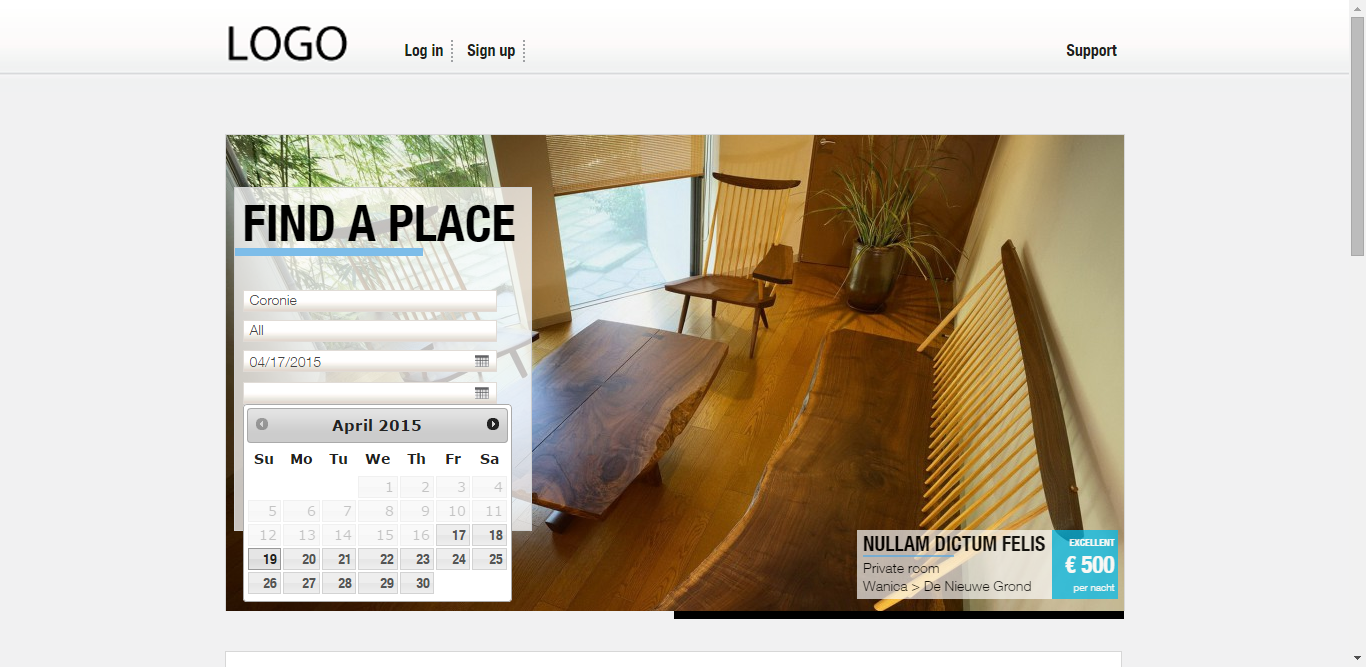 LOGO
Log in
Sign up
Support
FIND A PLACE
Coronie
All
04/17/2015
April 2015
Su Mo Tu We Th Fr Sa
1 2 3 4
5 6 7 8 9 10 11
12 13 14 15 16 17 18
19 20 21 22 23 24 25
26 27 28 29 30
NULLAM DICTUM FELIS
Private room
Wanica > De Nieuwe Grond
EXCELLENT
€ 500
per nacht